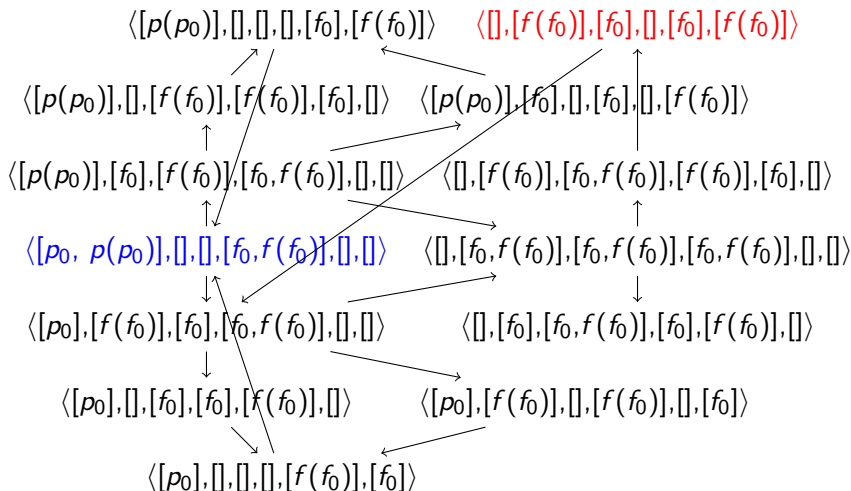 ⟨[p(p₀)],[],[],[],[f₀],[f(f₀)]⟩ ⟨[],[f(f₀)],[f₀],[],[f₀],[f(f₀)]⟩
⟨[p(p₀)],[],[f(f₀)],[f(f₀)],[f₀],[]⟩ ⟨[p(p₀)],[f₀],[],[f₀],[],[f(f₀)]⟩
⟨[p(p₀)],[f₀],[f(f₀)],[f₀,f(f₀)],[],[]⟩ ⟨[],[f(f₀)],[f₀,f(f₀)],[f(f₀)],[f₀],[]⟩
⟨[p₀, p(p₀)],[],[],[f₀,f(f₀)],[],[]⟩ ⟨[],[f₀,f(f₀)],[f₀,f(f₀)],[f₀,f(f₀)],[],[]⟩
⟨[p₀],[f(f₀)],[f₀],[f₀,f(f₀)],[],[]⟩ ⟨[],[f₀],[f₀,f(f₀)],[f₀],[f(f₀)],[]⟩
⟨[p₀],[],[f₀],[f₀],[f(f₀)],[]⟩ ⟨[p₀],[f(f₀)],[],[f(f₀)],[],[f₀]⟩
⟨[p₀],[],[],[],[f(f₀)],[f₀]⟩